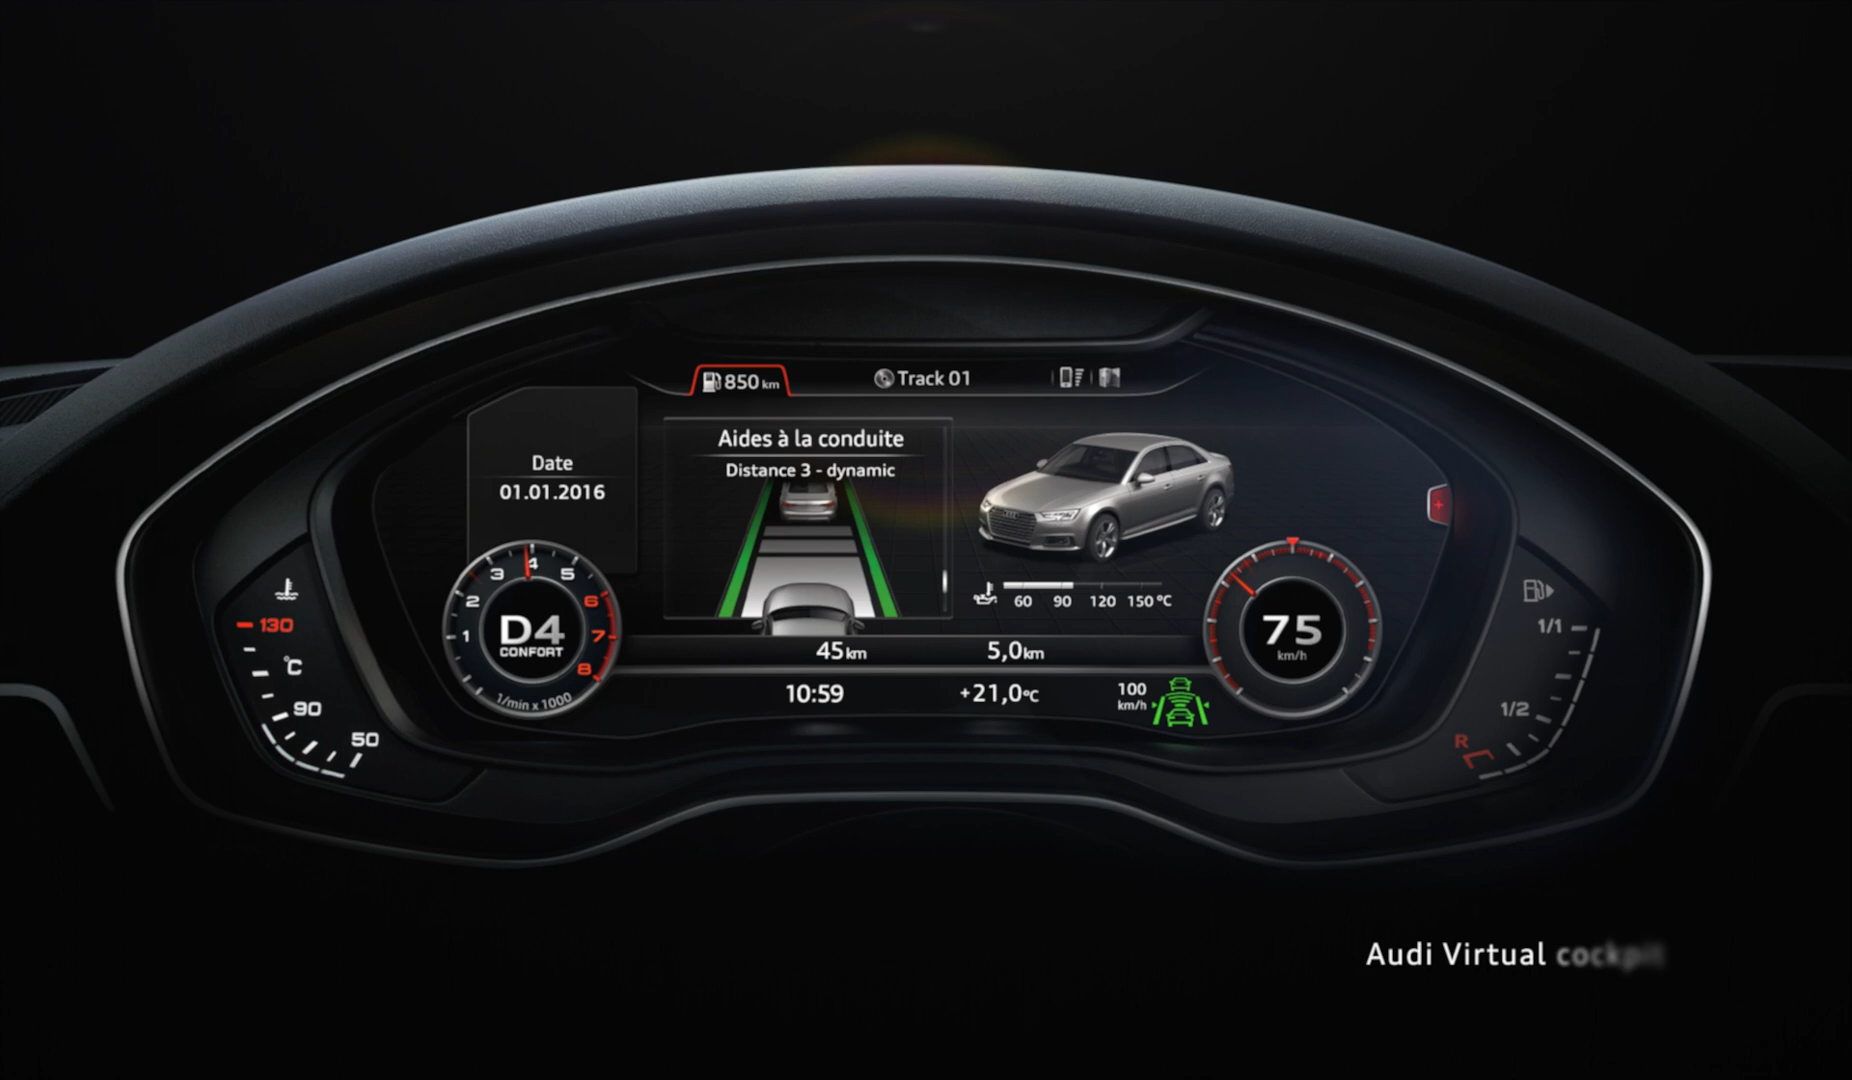 850 km
Track 01
Aides à la conduite
Distance 3 - dynamic
Date
01.01.2016
1 2 3 4 5 6 7 8
D4
CONFORT
1/min x 1000
60 90 120 150 °C
75
km/h
130
°C
90
50
1/1
1/2
R
45 km
5,0 km
10:59
+21,0°C
100
km/h
Audi Virtual cockpit